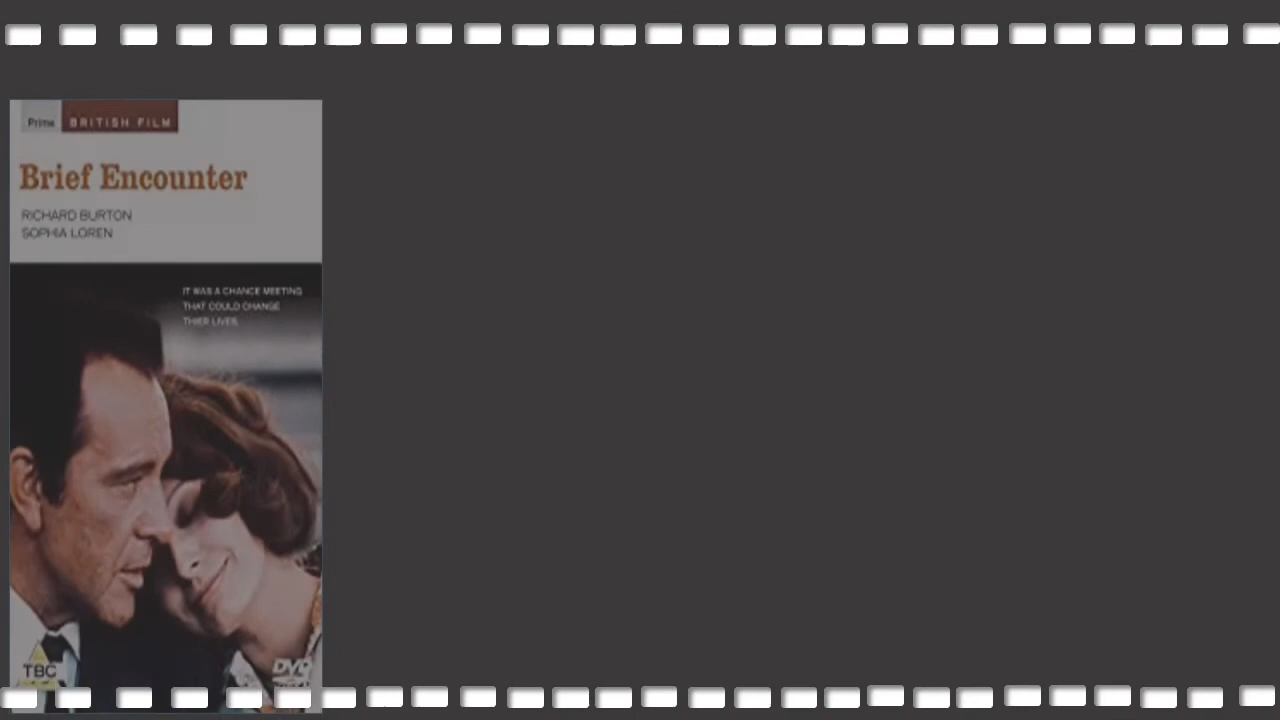 Prime BRITISH FILM
Brief Encounter
RICHARD BURTON
SOPHIA LOREN
IT WAS A CHANCE MEETING
THAT COULD CHANGE
THIER LIVES.
TBC
DVD